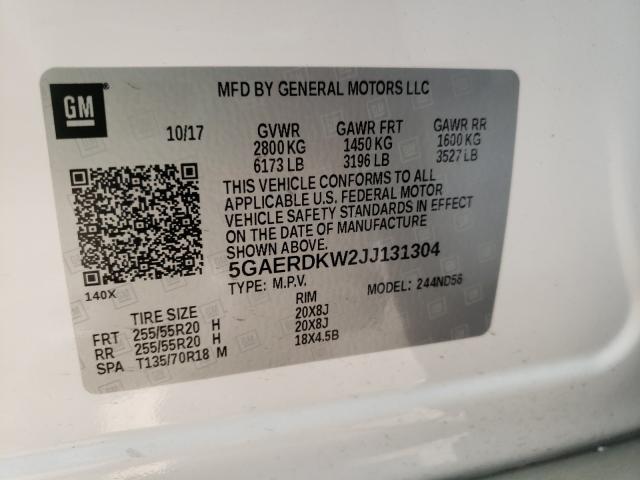 GM
MFD BY GENERAL MOTORS LLC
10/17 GVWR GAWR FRT GAWR RR
2800 KG 1450 KG 1600 KG
6173 LB 3196 LB 3527 LB
THIS VEHICLE CONFORMS TO ALL
APPLICABLE U.S. FEDERAL MOTOR
VEHICLE SAFETY STANDARDS IN EFFECT
ON THE DATE OF MANUFACTURE
SHOWN ABOVE.
5GAERDKW2JJ131304
140X TYPE: M.P.V. MODEL: 244ND56
TIRE SIZE RIM
FRT 255/55R20 H 20X8J
RR 255/55R20 H 20X8J
SPA T135/70R18 M 18X4.5B